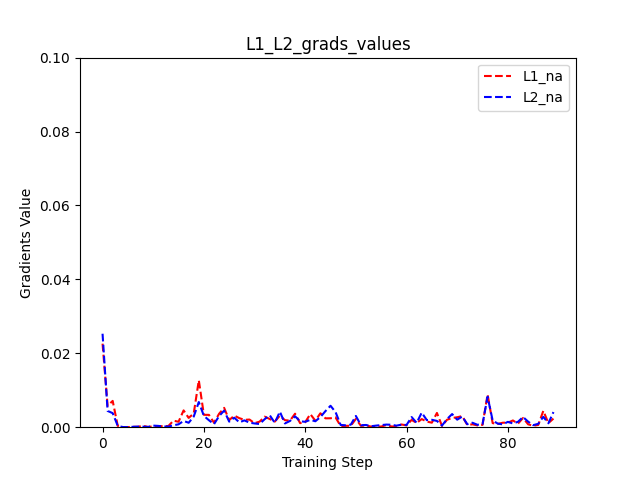 L1_L2_grads_values
0.10
0.08
0.06
0.04
0.02
0.00
Gradients Value
L1_na
L2_na
0 20 40 60 80
Training Step